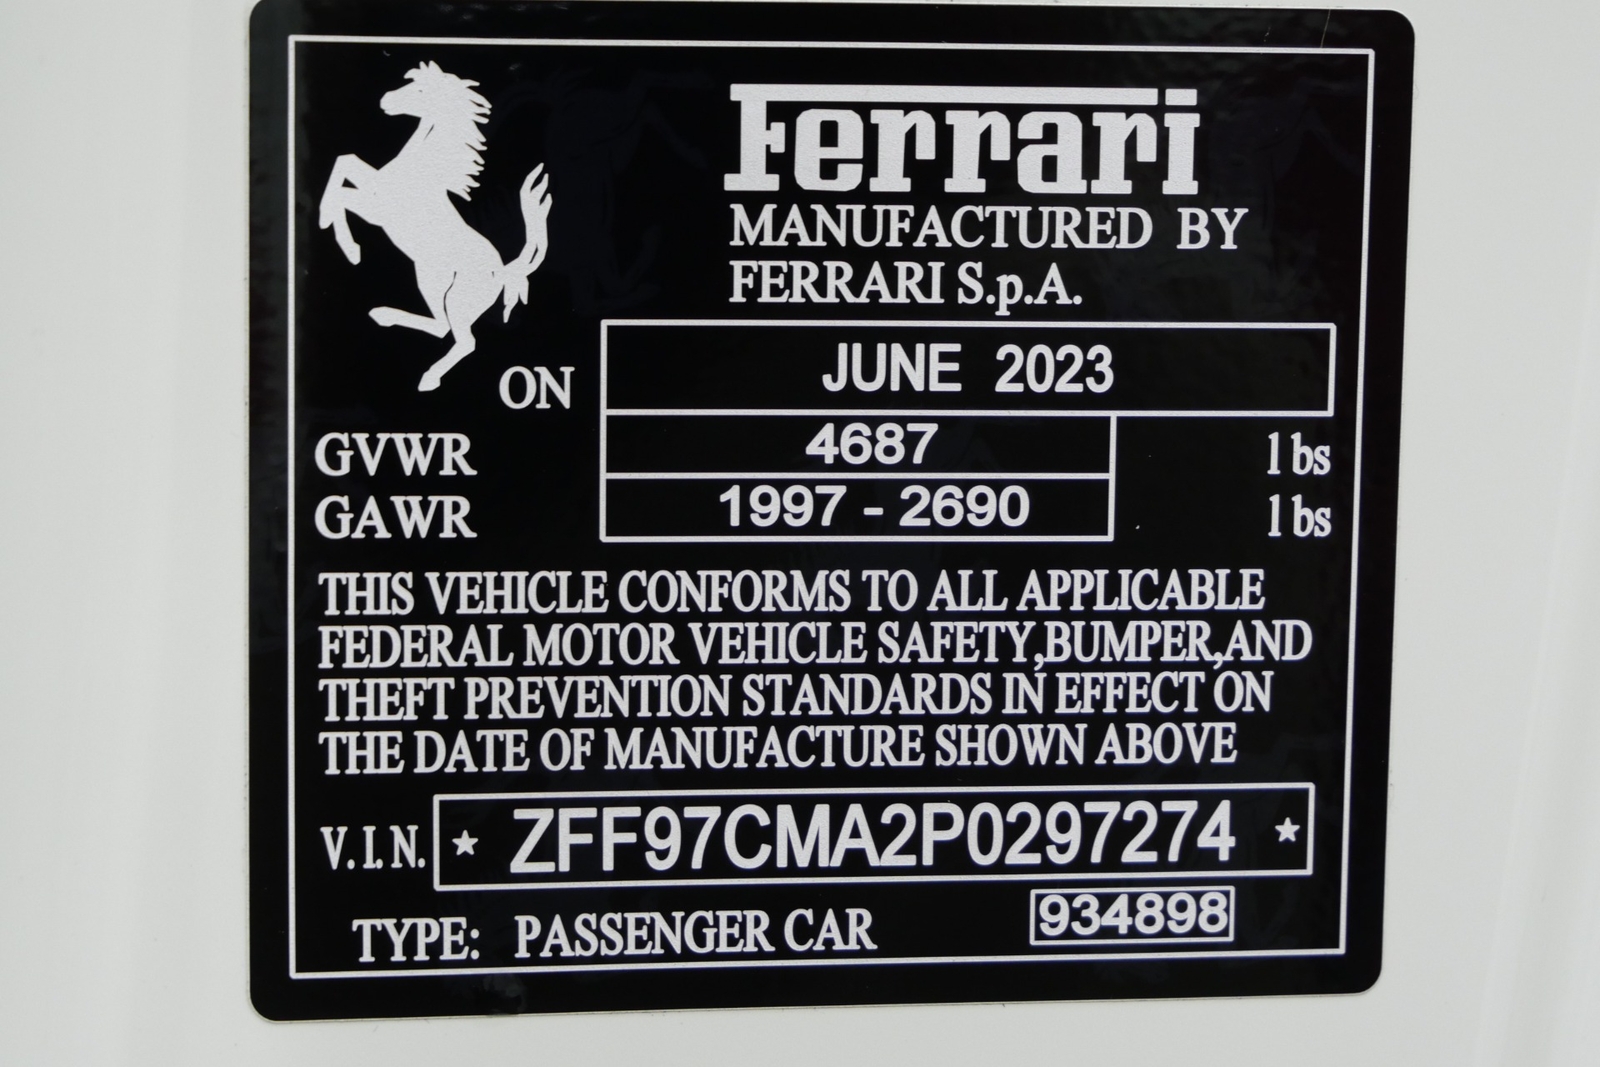 Ferrari
MANUFACTURED BY
FERRARI S.p.A.
ON JUNE 2023
GVWR 4687 lbs
GAWR 1997 - 2690 lbs
THIS VEHICLE CONFORMS TO ALL APPLICABLE
FEDERAL MOTOR VEHICLE SAFETY,BUMPER,AND
THEFT PREVENTION STANDARDS IN EFFECT ON
THE DATE OF MANUFACTURE SHOWN ABOVE
V.I.N. * ZFF97CMA2P0297274 *
TYPE: PASSENGER CAR 934898